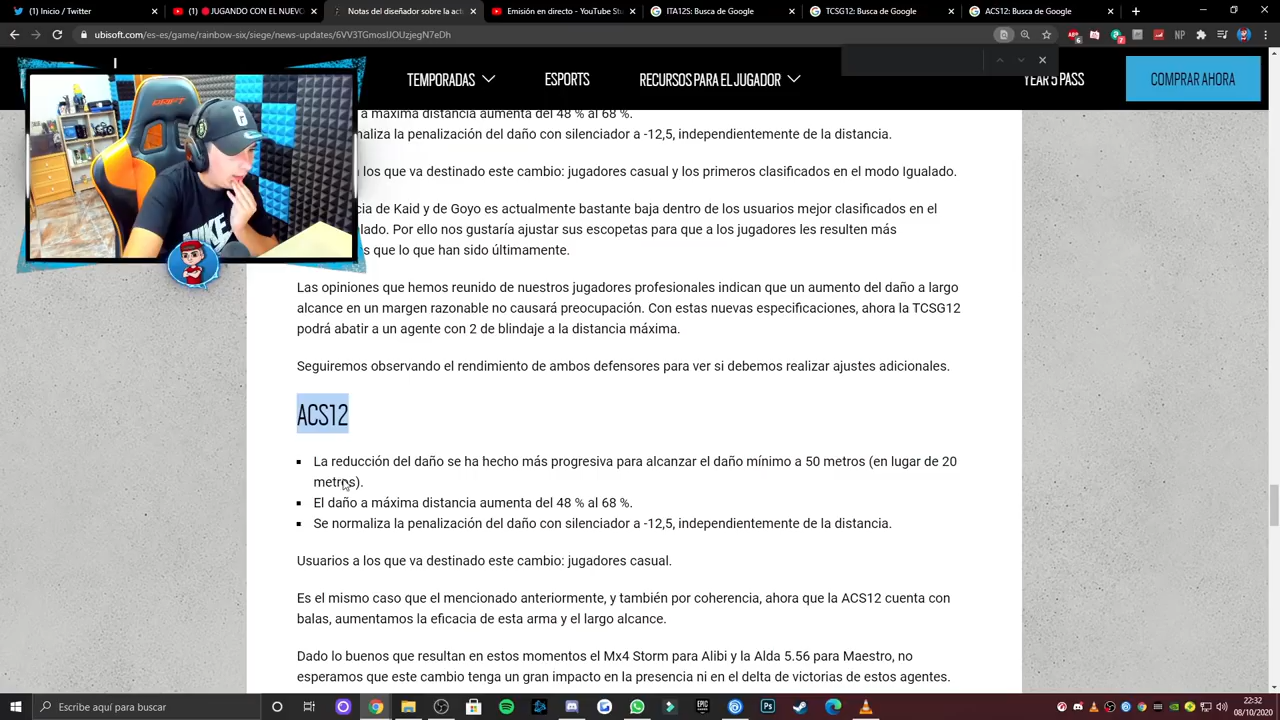 (1) Inicio / Twitter
(1) JUGANDO CON EL NUEVO
Notas del diseñador sobre la act
Emisión en directo - YouTube Stu
ITA12S: Busca de Google
TCSG12: Busca de Google
ACS12: Busca de Google
ubisoft.com/es-es/game/rainbow-six/siege/news-updates/6VV3TGmoslJOUzjegN7eDh
TEMPORADAS
ESPORTS
RECURSOS PARA EL JUGADOR
YEAR 5 PASS
COMPRAR AHORA
a máxima distancia aumenta del 48 % al 68 %.
naliza la penalización del daño con silenciador a -12,5, independientemente de la distancia.
los que va destinado este cambio: jugadores casual y los primeros clasificados en el modo Igualado.
cia de Kaid y de Goyo es actualmente bastante baja dentro de los usuarios mejor clasificados en el
lado. Por ello nos gustaría ajustar sus escopetas para que a los jugadores les resulten más
s que lo que han sido últimamente.
Las opiniones que hemos reunido de nuestros jugadores profesionales indican que un aumento del daño a largo
alcance en un margen razonable no causará preocupación. Con estas nuevas especificaciones, ahora la TCSG12
podrá abatir a un agente con 2 de blindaje a la distancia máxima.
Seguiremos observando el rendimiento de ambos defensores para ver si debemos realizar ajustes adicionales.
ACS12
La reducción del daño se ha hecho más progresiva para alcanzar el daño mínimo a 50 metros (en lugar de 20
metros).
El daño a máxima distancia aumenta del 48 % al 68 %.
Se normaliza la penalización del daño con silenciador a -12,5, independientemente de la distancia.
Usuarios a los que va destinado este cambio: jugadores casual.
Es el mismo caso que el mencionado anteriormente, y también por coherencia, ahora que la ACS12 cuenta con
balas, aumentamos la eficacia de esta arma y el largo alcance.
Dado lo buenos que resultan en estos momentos el Mx4 Storm para Alibi y la Alda 5.56 para Maestro, no
esperamos que este cambio tenga un gran impacto en la presencia ni en el delta de victorias de estos agentes.
DRIFT
NIKE
Escribe aquí para buscar
22:32
08/10/2020